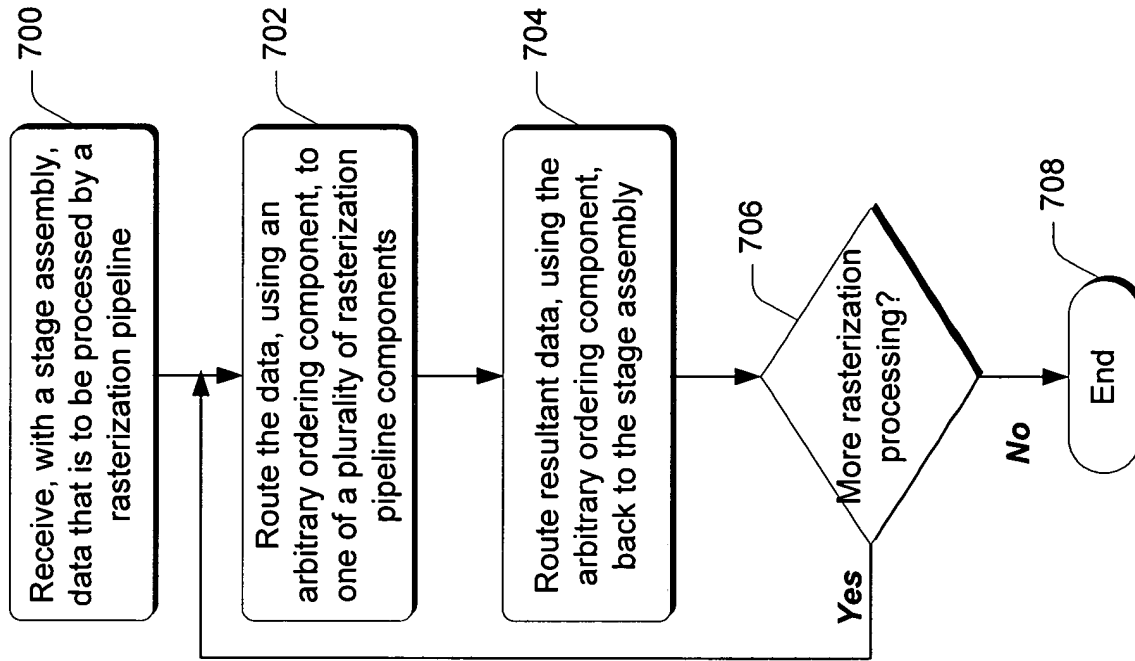 700
Receive, with a stage assembly,
data that is to be processed by a
rasterization pipeline
702
Route the data, using an
arbitrary ordering component, to
one of a plurality of rasterization
pipeline components
704
Route resultant data, using the
arbitrary ordering component,
back to the stage assembly
706
More rasterization
processing?
Yes
No
708
End